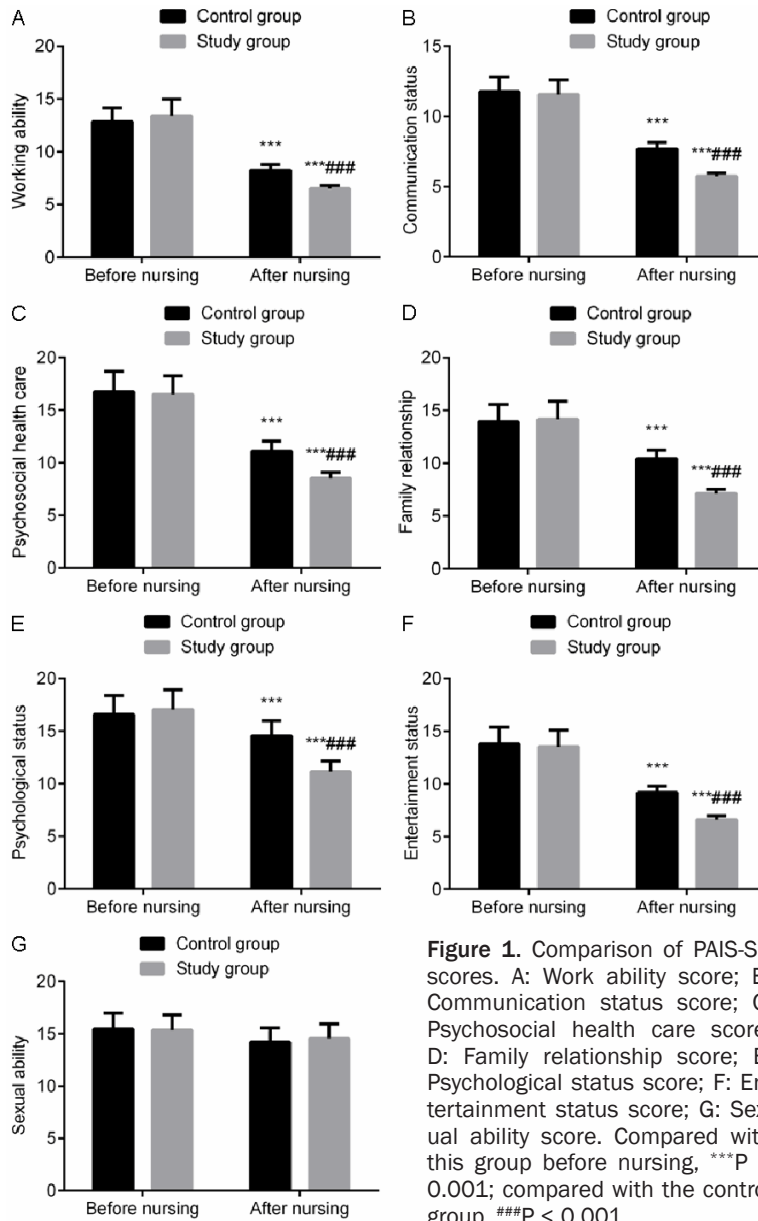 A
Control group
Study group
Working ability
20
15
10
5
0
***
***###
Before nursing
After nursing
B
Control group
Study group
Communication status
15
10
5
0
***
***###
Before nursing
After nursing
C
Control group
Study group
Psychosocial health care
20
15
10
5
0
***
***###
Before nursing
After nursing
D
Control group
Study group
Family relationship
20
15
10
5
0
***
***###
Before nursing
After nursing
E
Control group
Study group
Psychological status
20
15
10
5
0
***
***###
Before nursing
After nursing
F
Control group
Study group
Entertainment status
20
15
10
5
0
***
***###
Before nursing
After nursing
G
Control group
Study group
Sexual ability
20
15
10
5
0
Before nursing
After nursing
Figure 1. Comparison of PAIS-S
scores. A: Work ability score;
Communication status score;
Psychosocial health care score
D: Family relationship score;
Psychological status score; F: En
tertainment status score; G: Sex
ual ability score. Compared wit
this group before nursing, ***P
0.001; compared with the contro
group, ###P < 0.001